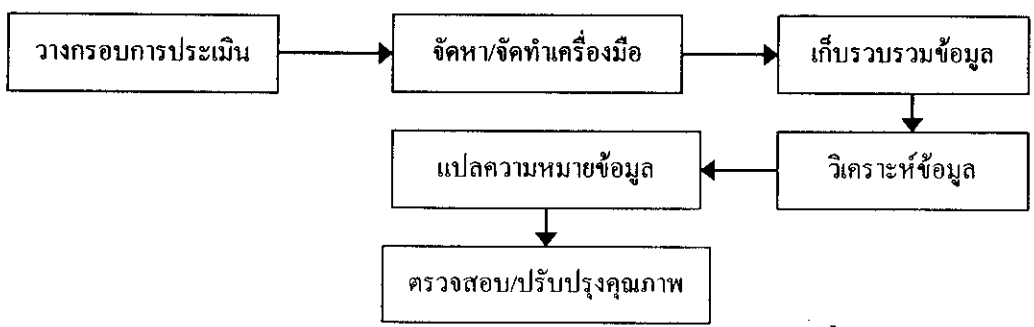 วางกรอบการประเมิน
จัดหา/จัดทำเครื่องมือ
เก็บรวบรวมข้อมูล
วิเคราะห์ข้อมูล
แปลความหมายข้อมูล
ตรวจสอบ/ปรับปรุงคุณภาพ